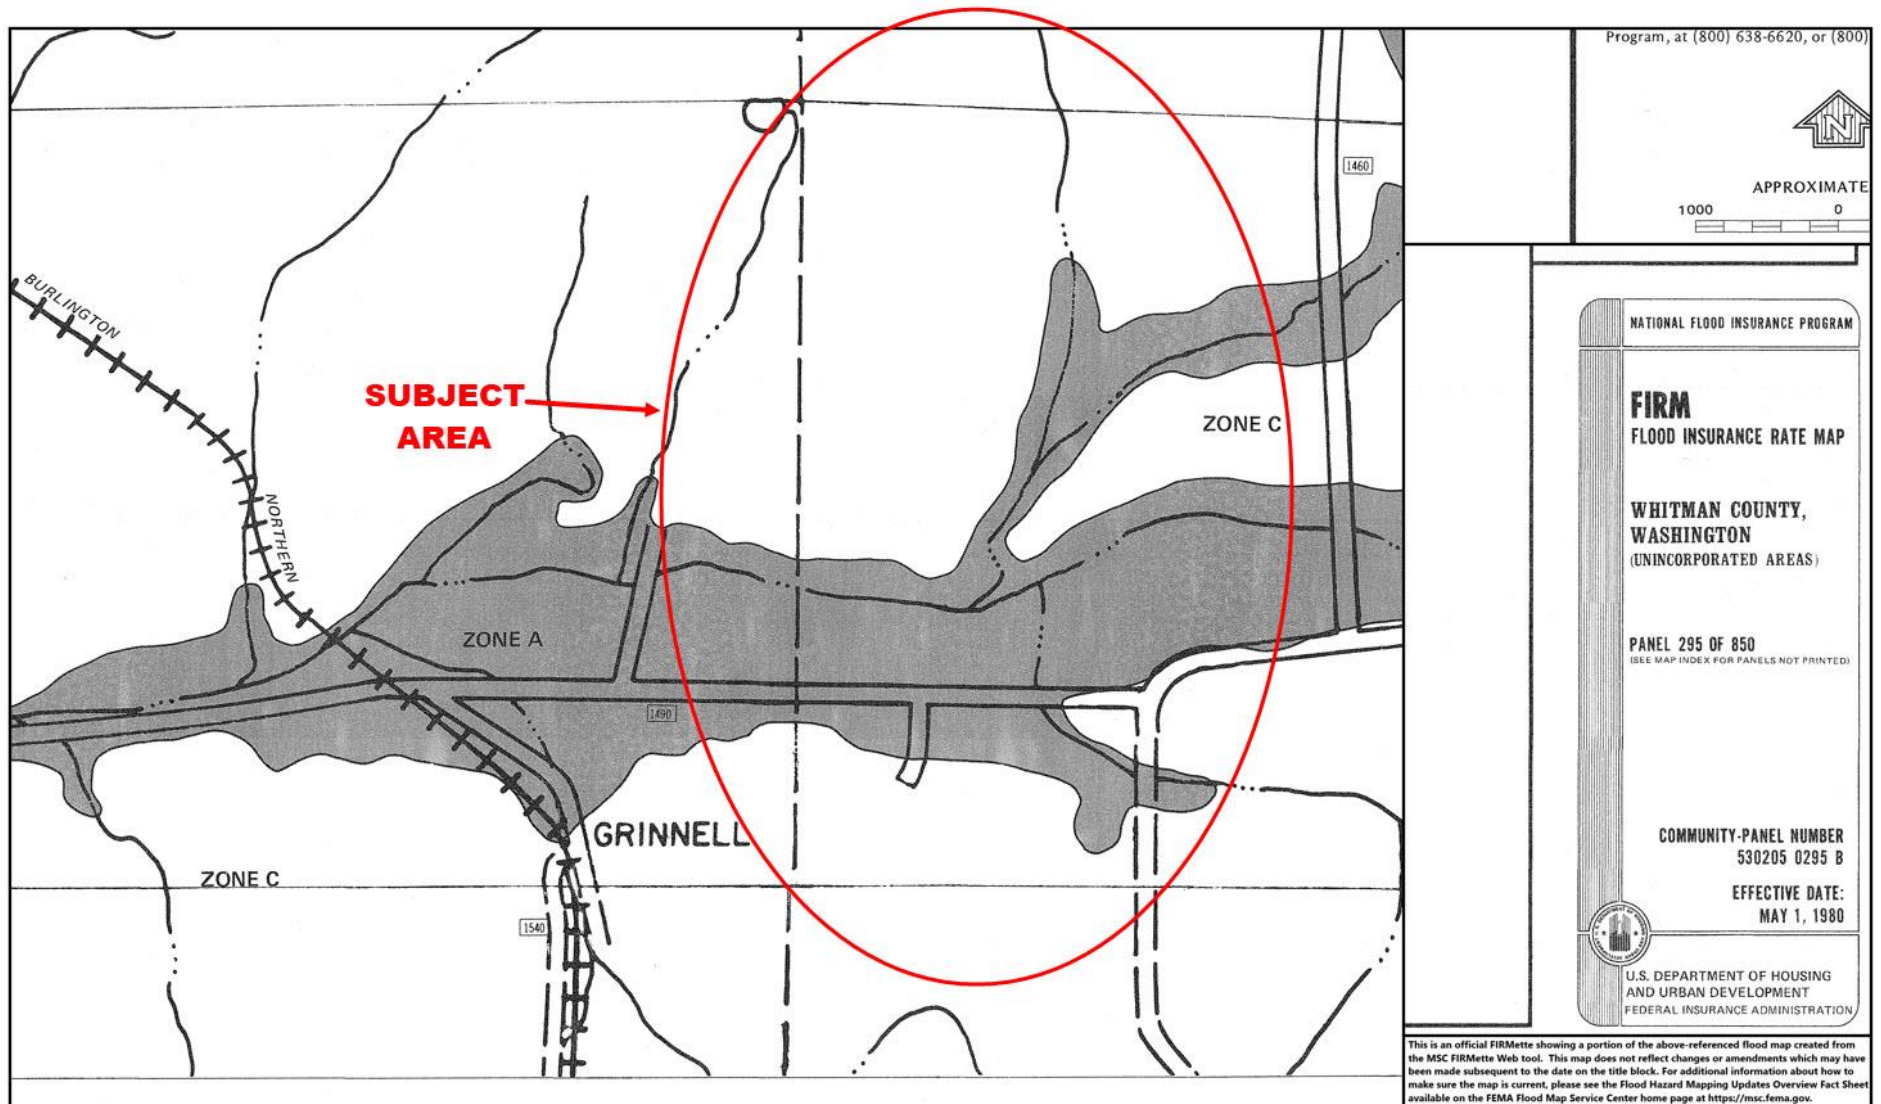 Program, at (800) 638-6620, or (800)
N
APPROXIMATE
1000 0
1460
BURLINGTON
NORTHERN
SUBJECT
AREA
ZONE C
ZONE A
1490
GRINNELL
ZONE C
1540
NATIONAL FLOOD INSURANCE PROGRAM
FIRM
FLOOD INSURANCE RATE MAP
WHITMAN COUNTY,
WASHINGTON
(UNINCORPORATED AREAS)
PANEL 295 OF 850
(SEE MAP INDEX FOR PANELS NOT PRINTED)
COMMUNITY-PANEL NUMBER
530205 0295 B
EFFECTIVE DATE:
MAY 1, 1980
U.S. DEPARTMENT OF HOUSING
AND URBAN DEVELOPMENT
FEDERAL INSURANCE ADMINISTRATION
This is an official FIRMette showing a portion of the above-referenced flood map created from
the MSC FIRMette Web tool. This map does not reflect changes or amendments which may have
been made subsequent to the date on the title block. For additional information about how to
make sure the map is current, please see the Flood Hazard Mapping Updates Overview Fact Sheet
available on the FEMA Flood Map Service Center home page at https://msc.fema.gov.